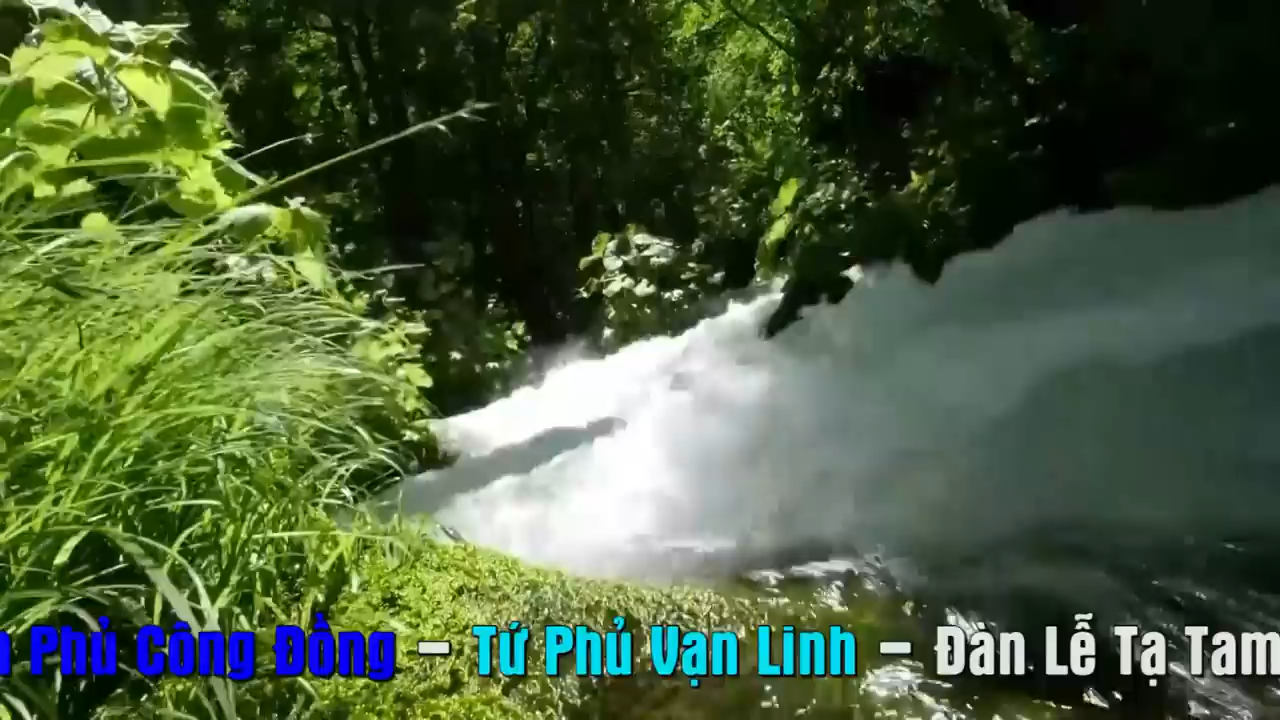 Phủ Công Đồng – Tứ Phủ Vạn Linh – Đàn Lễ Tạ Tam